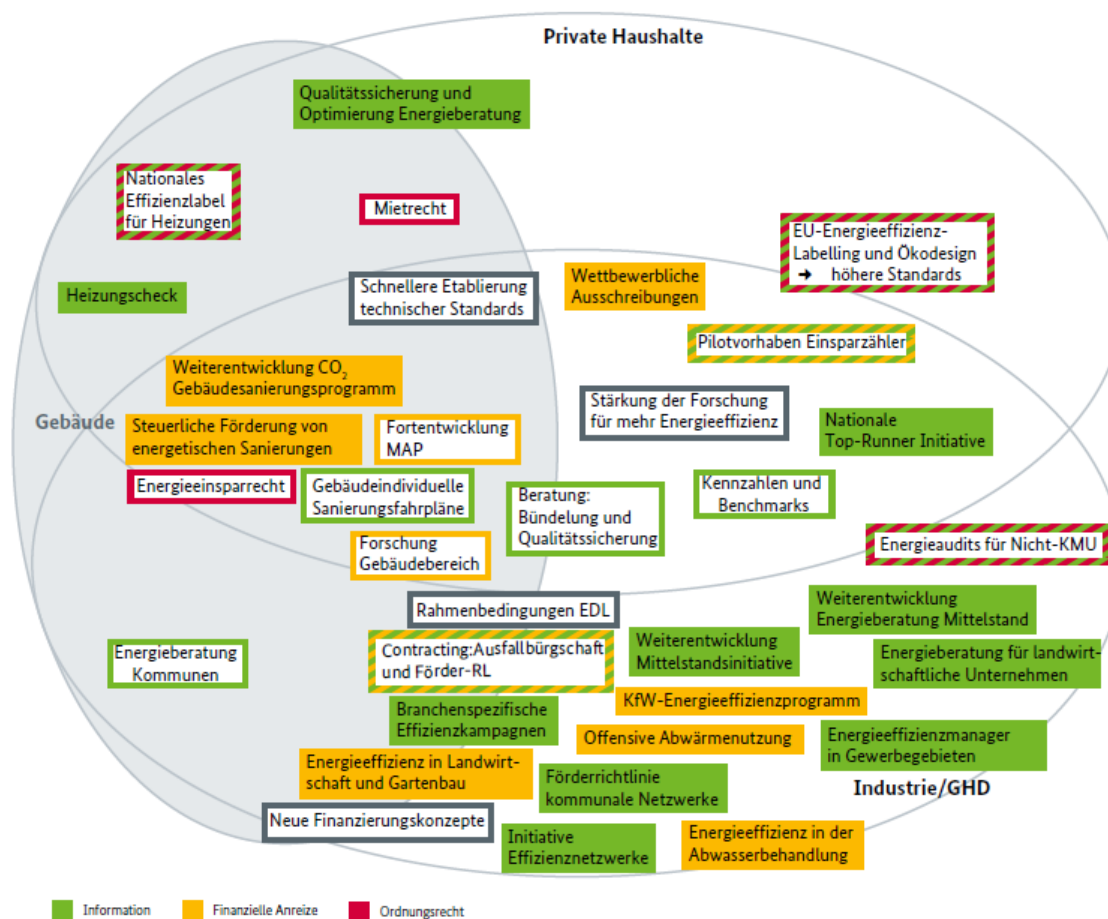 Private Haushalte
Qualitätssicherung und
Optimierung Energieberatung
Nationales
Effizienzlabel
für Heizungen
Mietrecht
EU-Energieeffizienz-
Labelling und Ökodesign
➔ höhere Standards
Heizungscheck
Schnellere Etablierung
technischer Standards
Wettbewerbliche
Ausschreibungen
Pilotvorhaben Einsparzähler
Weiterentwicklung CO₂
Gebäudesanierungsprogramm
Gebäude
Steuerliche Förderung von
energetischen Sanierungen
Fortentwicklung
MAP
Stärkung der Forschung
für mehr Energieeffizienz
Nationale
Top-Runner Initiative
Energieeinsparrecht
Gebäudeindividuelle
Sanierungsfahrpläne
Beratung:
Bündelung und
Qualitätssicherung
Kennzahlen und
Benchmarks
Forschung
Gebäudebereich
Energieaudits für Nicht-KMU
Rahmenbedingungen EDL
Weiterentwicklung
Energieberatung Mittelstand
Energieberatung
Kommunen
Contracting:Ausfallbürgschaft
und Förder-RL
Weiterentwicklung
Mittelstandsinitiative
Energieberatung für landwirt-
schaftliche Unternehmen
KfW-Energieeffizienzprogramm
Branchenspezifische
Effizienzkampagnen
Offensive Abwärmenutzung
Energieeffizienzmanager
in Gewerbegebieten
Energieeffizienz in Landwirt-
schaft und Gartenbau
Förderrichtlinie
kommunale Netzwerke
Industrie/GHD
Neue Finanzierungskonzepte
Initiative
Effizienznetzwerke
Energieeffizienz in der
Abwasserbehandlung
Information
Finanzielle Anreize
Ordnungsrecht